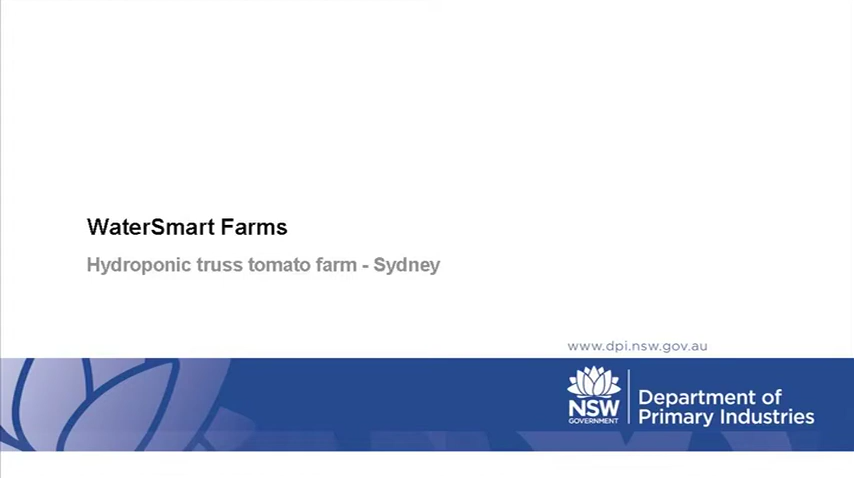 WaterSmart Farms
Hydroponic truss tomato farm - Sydney
www.dpi.nsw.gov.au
NSW
GOVERNMENT
Department of
Primary Industries